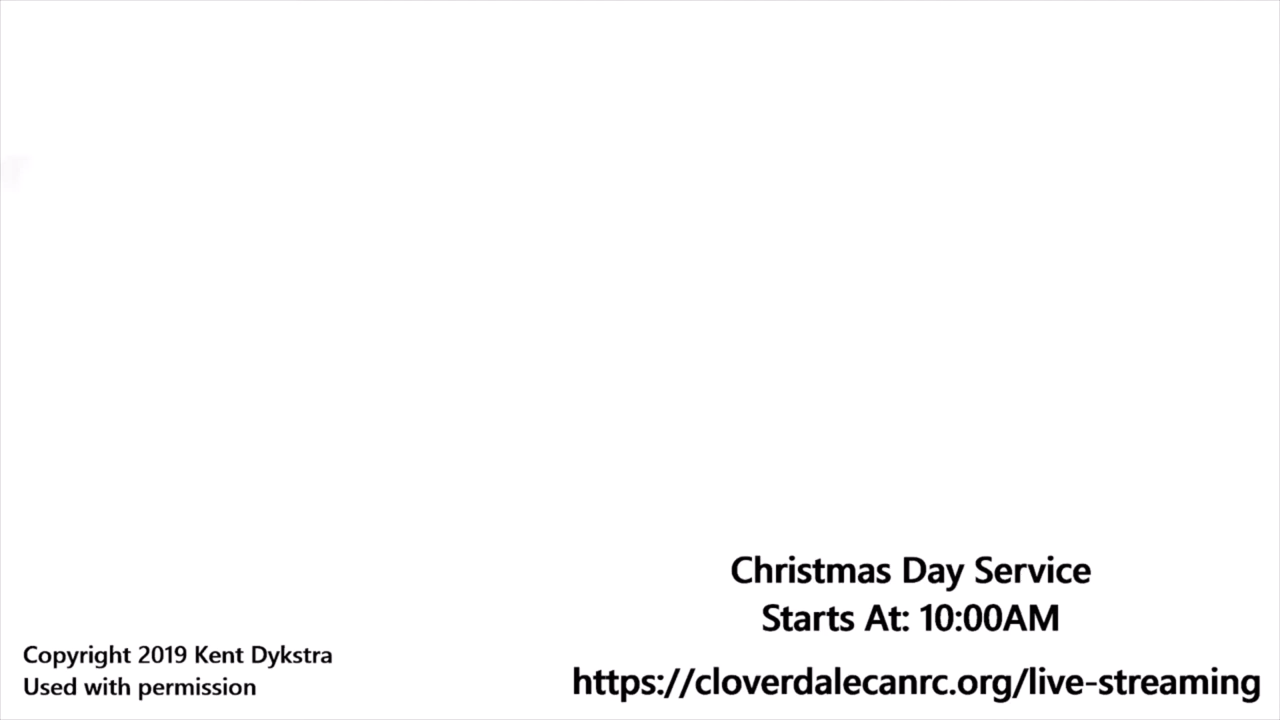 Christmas Day Service
Starts At: 10:00AM
Copyright 2019 Kent Dykstra
Used with permission
https://cloverdalecanrc.org/live-streaming